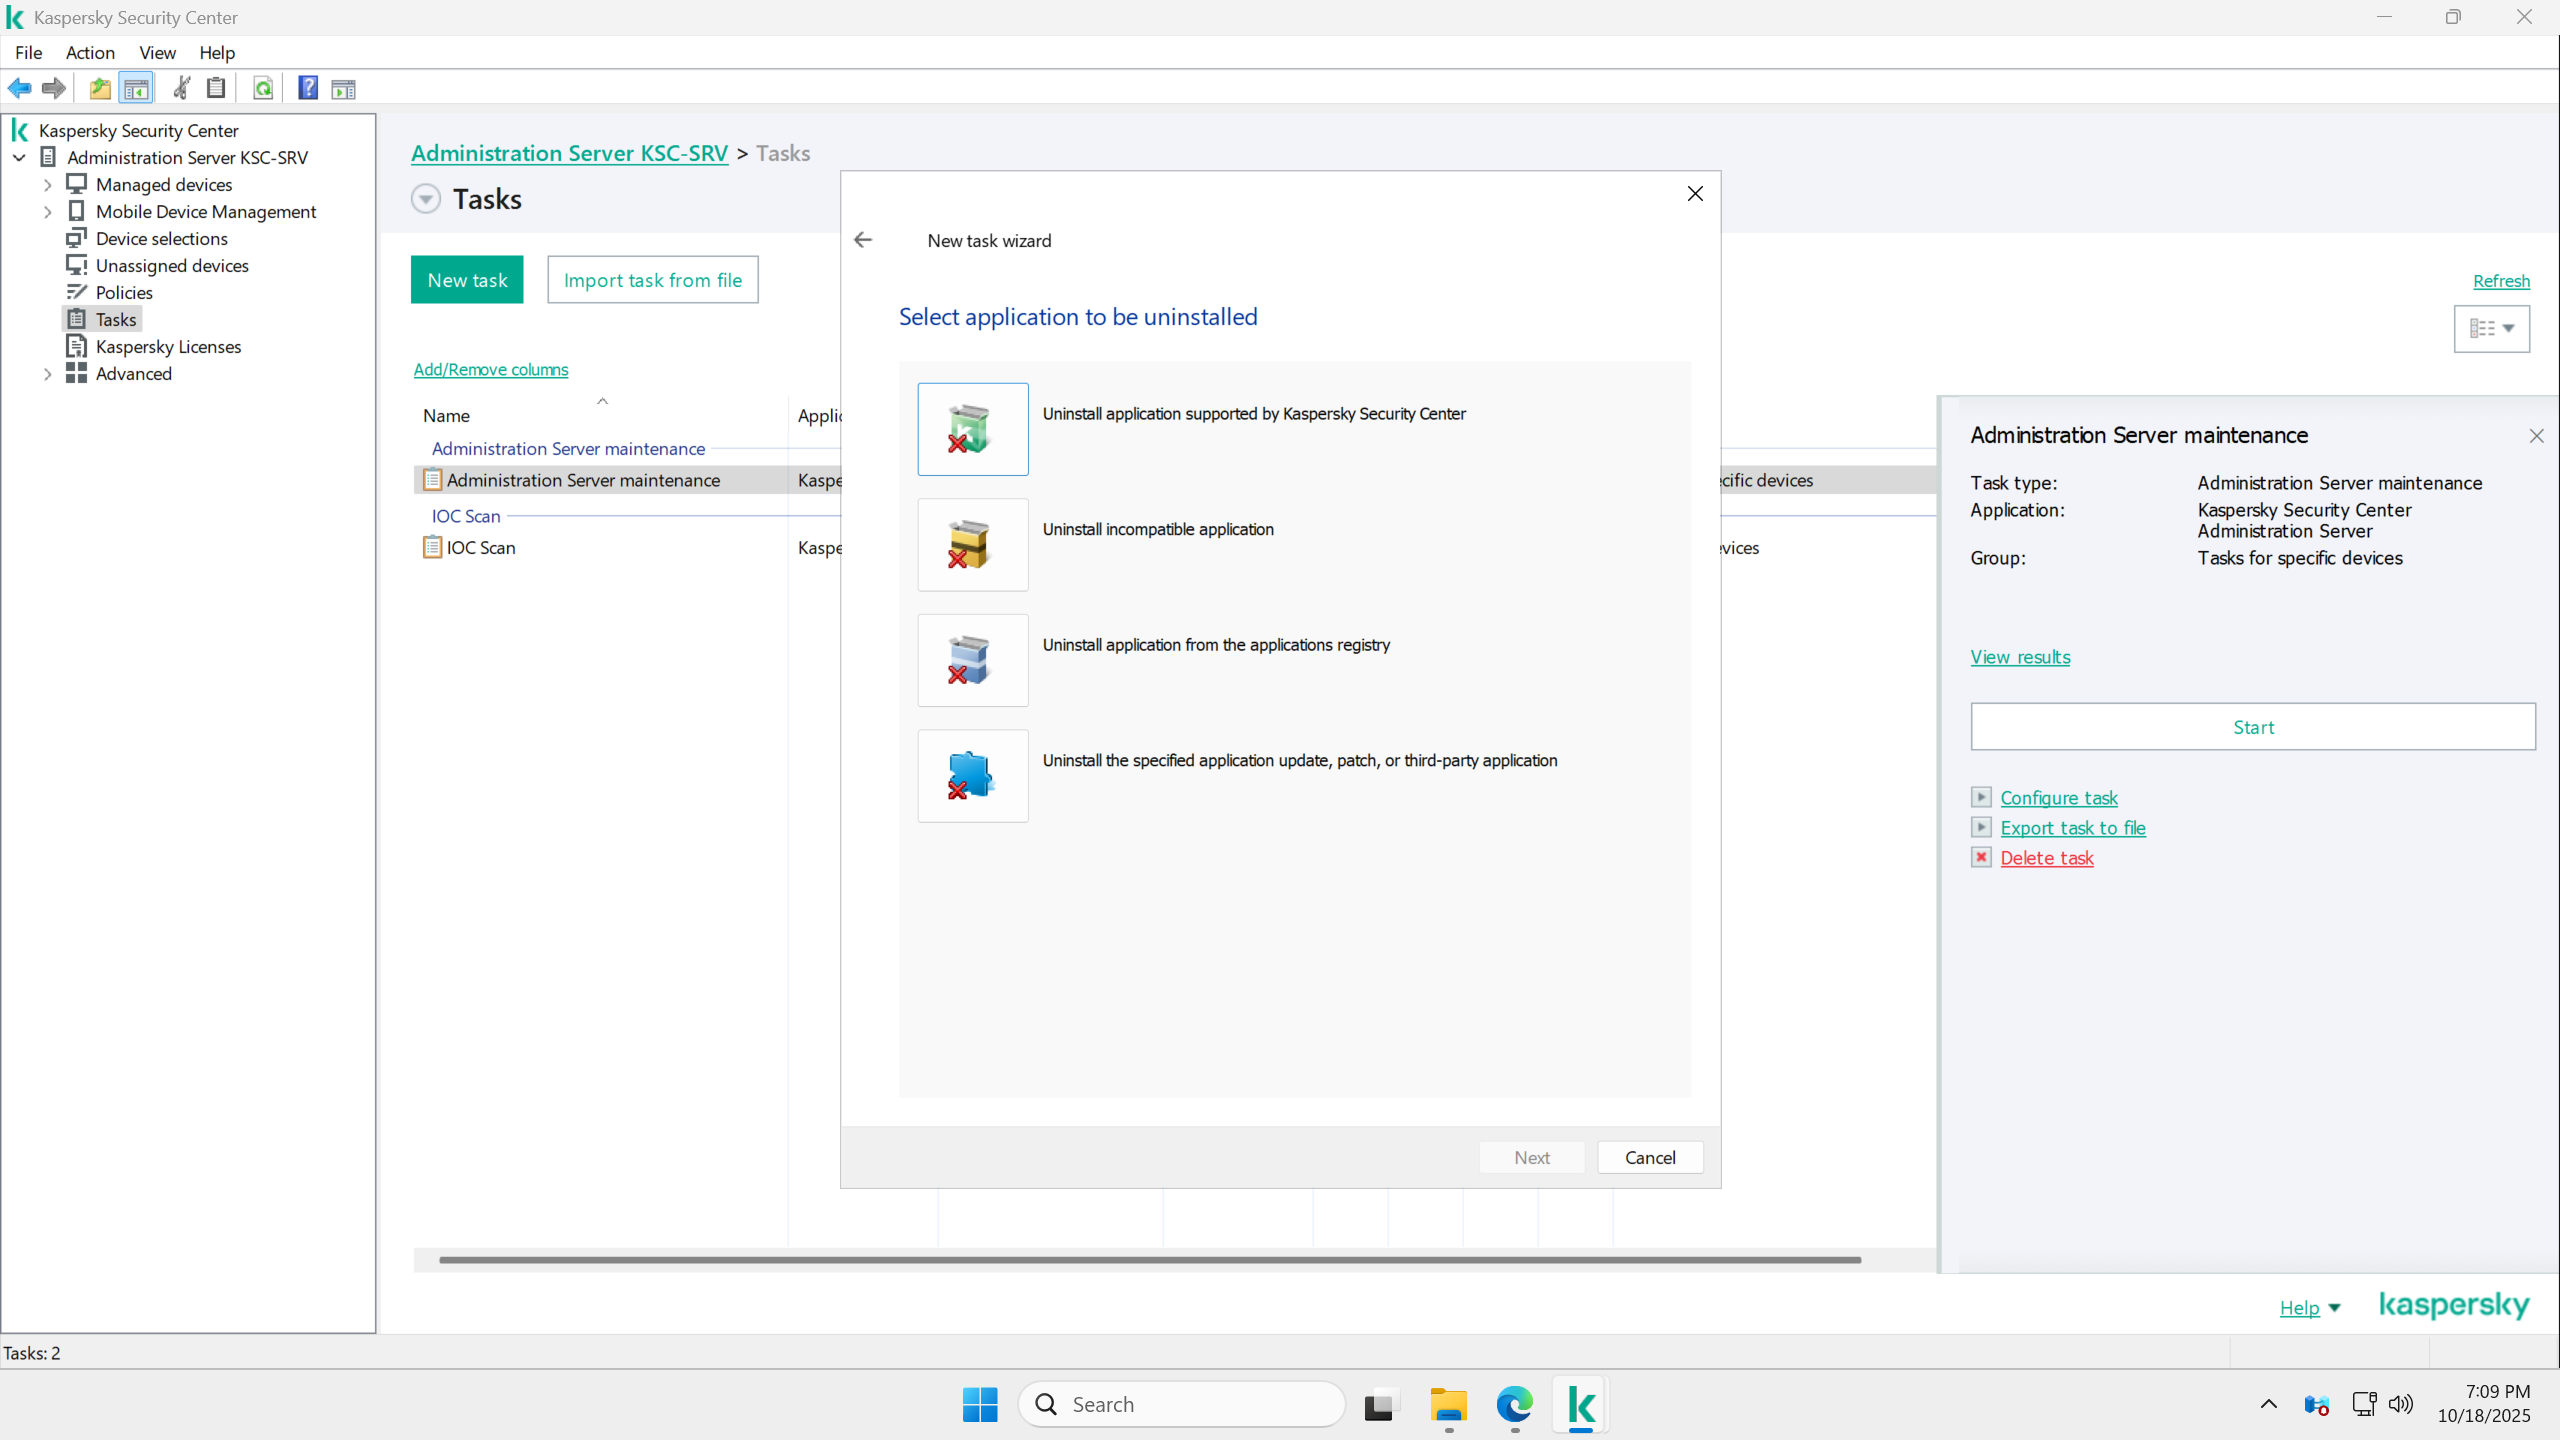 Kaspersky Security Center
File Action View Help
Kaspersky Security Center
Administration Server KSC-SRV
Managed devices
Mobile Device Management
Device selections
Unassigned devices
Policies
Tasks
Kaspersky Licenses
Advanced
Administration Server KSC-SRV > Tasks
Tasks
New task
Import task from file
Refresh
Add/Remove columns
Name
Administration Server maintenance
Administration Server maintenance
cific devices
IOC Scan
IOC Scan
New task wizard
Select application to be uninstalled
Uninstall application supported by Kaspersky Security Center
Uninstall incompatible application
Uninstall application from the applications registry
Uninstall the specified application update, patch, or third-party application
Next
Cancel
Administration Server maintenance
Task type: Administration Server maintenance
Application: Kaspersky Security Center
Administration Server
Group: Tasks for specific devices
View results
Start
Configure task
Export task to file
Delete task
Help
kaspersky
Tasks: 2
Search
7:09 PM
10/18/2025